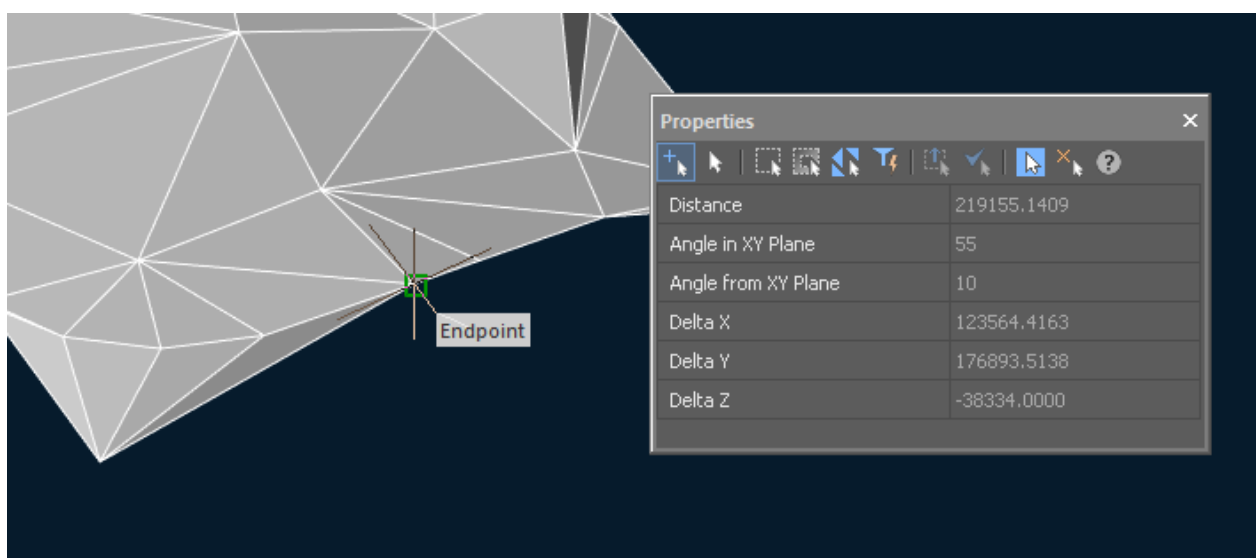 Properties
Distance 219155.1409
Angle in XY Plane 55
Angle from XY Plane 10
Delta X 123564.4163
Delta Y 176893.5138
Delta Z -38334.0000
Endpoint